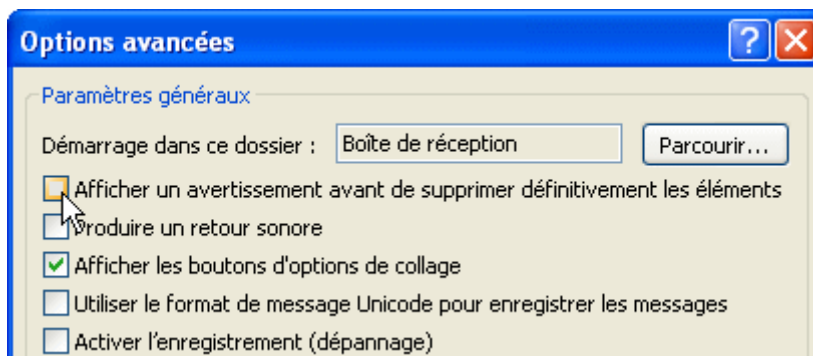 Options avancées
Paramètres généraux
Démarrage dans ce dossier : Boîte de réception Parcourir...
Afficher un avertissement avant de supprimer définitivement les éléments
Produire un retour sonore
Afficher les boutons d'options de collage
Utiliser le format de message Unicode pour enregistrer les messages
Activer l'enregistrement (dépannage)